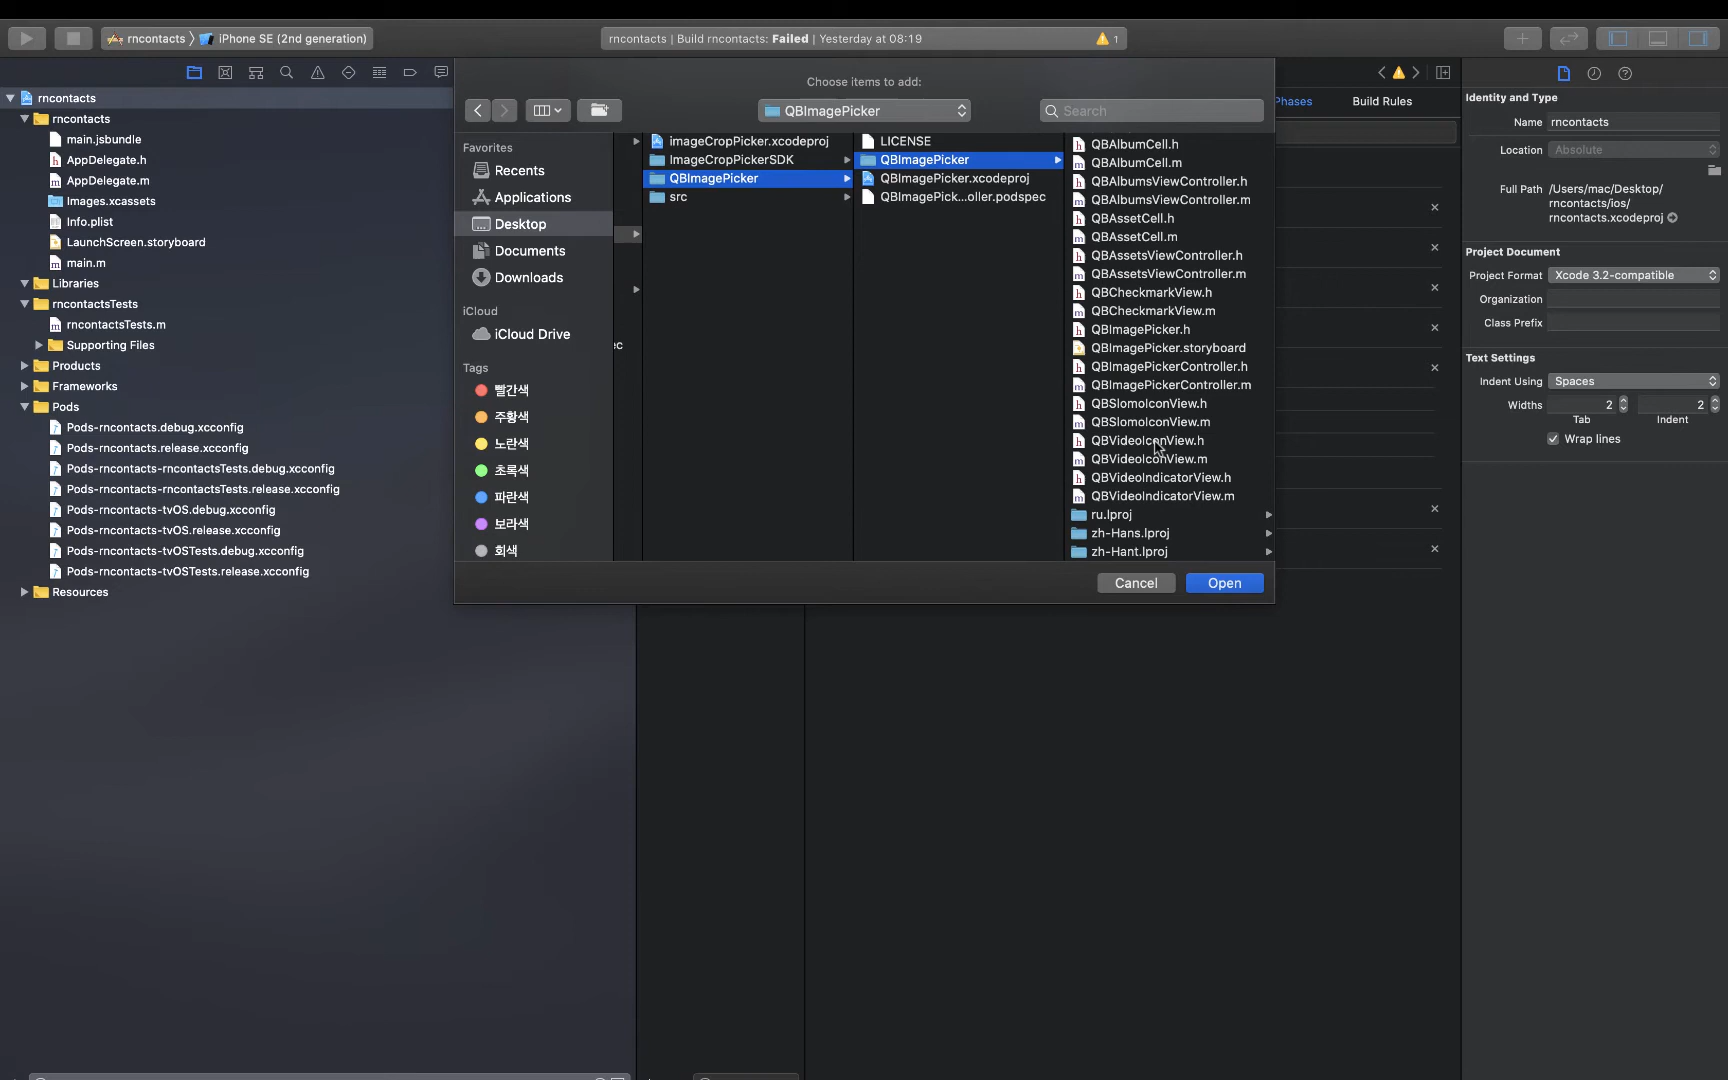 rncontacts 〉 iPhone SE (2nd generation)
rncontacts | Build rncontacts: Failed | Yesterday at 08:19
1
rncontacts
rncontacts
main.jsbundle
AppDelegate.h
AppDelegate.m
Images.xcassets
Info.plist
LaunchScreen.storyboard
main.m
Libraries
rncontactsTests
rncontactsTests.m
Supporting Files
Products
Frameworks
Pods
Pods-rncontacts.debug.xcconfig
Pods-rncontacts.release.xcconfig
Pods-rncontacts-rncontactsTests.debug.xcconfig
Pods-rncontacts-rncontactsTests.release.xcconfig
Pods-rncontacts-tvOS.debug.xcconfig
Pods-rncontacts-tvOS.release.xcconfig
Pods-rncontacts-tvOSTests.debug.xcconfig
Pods-rncontacts-tvOSTests.release.xcconfig
Resources
Choose items to add:
QBImagePicker
Search
Favorites
Recents
Applications
Desktop
Documents
Downloads
iCloud
iCloud Drive
Tags
빨간색
주황색
노란색
초록색
파란색
보라색
회색
ec
imageCropPicker.xcodeproj
ImageCropPickerSDK
QBImagePicker
src
LICENSE
QBImagePicker
QBImagePicker.xcodeproj
QBImagePick...oller.podspec
QBAlbumCell.h
QBAlbumCell.m
QBAlbumsViewController.h
QBAlbumsViewController.m
QBAssetCell.h
QBAssetCell.m
QBAssetsViewController.h
QBAssetsViewController.m
QBCheckmarkView.h
QBCheckmarkView.m
QBImagePicker.h
QBImagePicker.storyboard
QBImagePickerController.h
QBImagePickerController.m
QBSlomoIconView.h
QBSlomoIconView.m
QBVideoIconView.h
QBVideoIconView.m
QBVideoIndicatorView.h
QBVideoIndicatorView.m
ru.lproj
zh-Hans.lproj
zh-Hant.lproj
Cancel
Open
Phases
Build Rules
Identity and Type
Name rncontacts
Location Absolute
Full Path /Users/mac/Desktop/
rncontacts/ios/
rncontacts.xcodeproj
Project Document
Project Format Xcode 3.2-compatible
Organization
Class Prefix
Text Settings
Indent Using Spaces
Widths 2 2
Tab Indent
Wrap lines